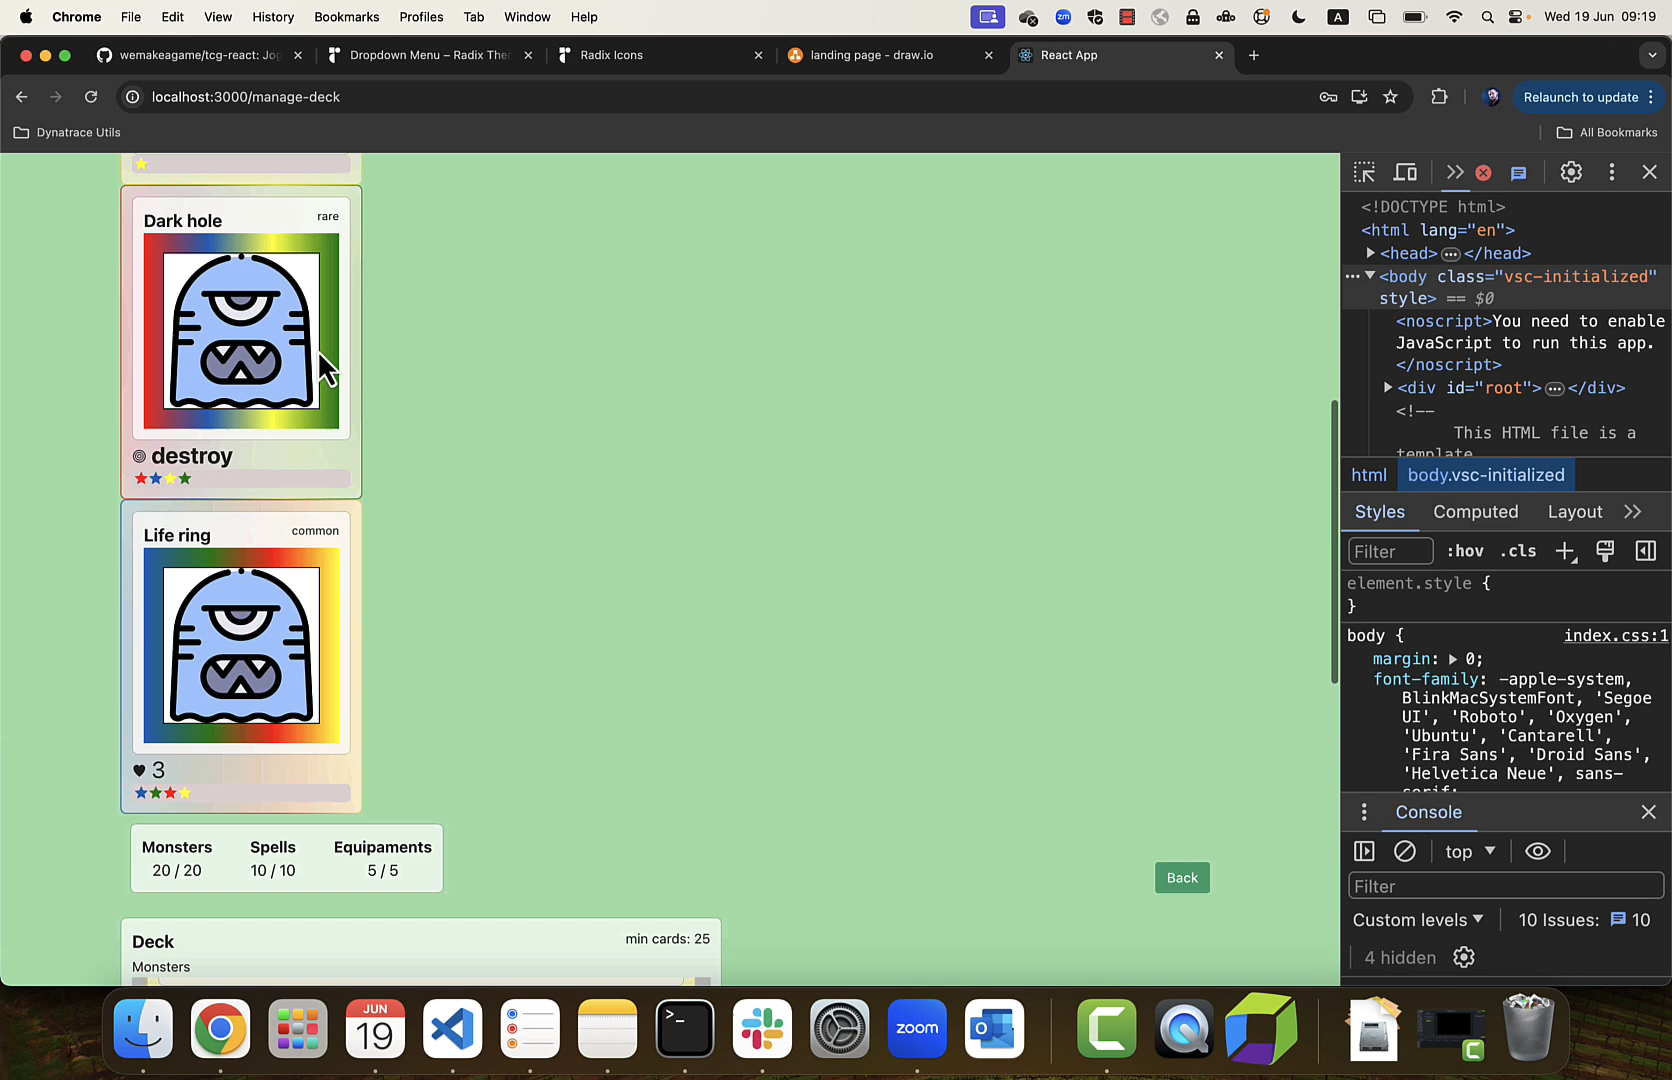 Chrome File Edit View History Bookmarks Profiles Tab Window Help zm A Wed 19 Jun 09:19
wemakeagame/tcg-react: Jog Dropdown Menu – Radix Ther Radix Icons landing page - draw.io React App
localhost:3000/manage-deck Relaunch to update
Dynatrace Utils All Bookmarks
Dark hole rare
destroy
Life ring common
3
Monsters Spells Equipaments
20 / 20 10 / 10 5 / 5
Back
Deck min cards: 25
Monsters
<!DOCTYPE html>
<html lang="en">
<head> ... </head>
... <body class="vsc-initialized"
style> == $0
<noscript>You need to enable
JavaScript to run this app.
</noscript>
<div id="root"> ... </div>
<!--
This HTML file is a
template
html body.vsc-initialized
Styles Computed Layout
Filter :hov .cls
element.style {
}
body { index.css:1
margin: 0;
font-family: -apple-system,
BlinkMacSystemFont, 'Segoe
UI', 'Roboto', 'Oxygen',
'Ubuntu', 'Cantarell',
'Fira Sans', 'Droid Sans',
'Helvetica Neue', sans-
serif;
Console
top
Filter
Custom levels 10 Issues: 10
4 hidden
JUN
19
>_
zoom
O
C
C